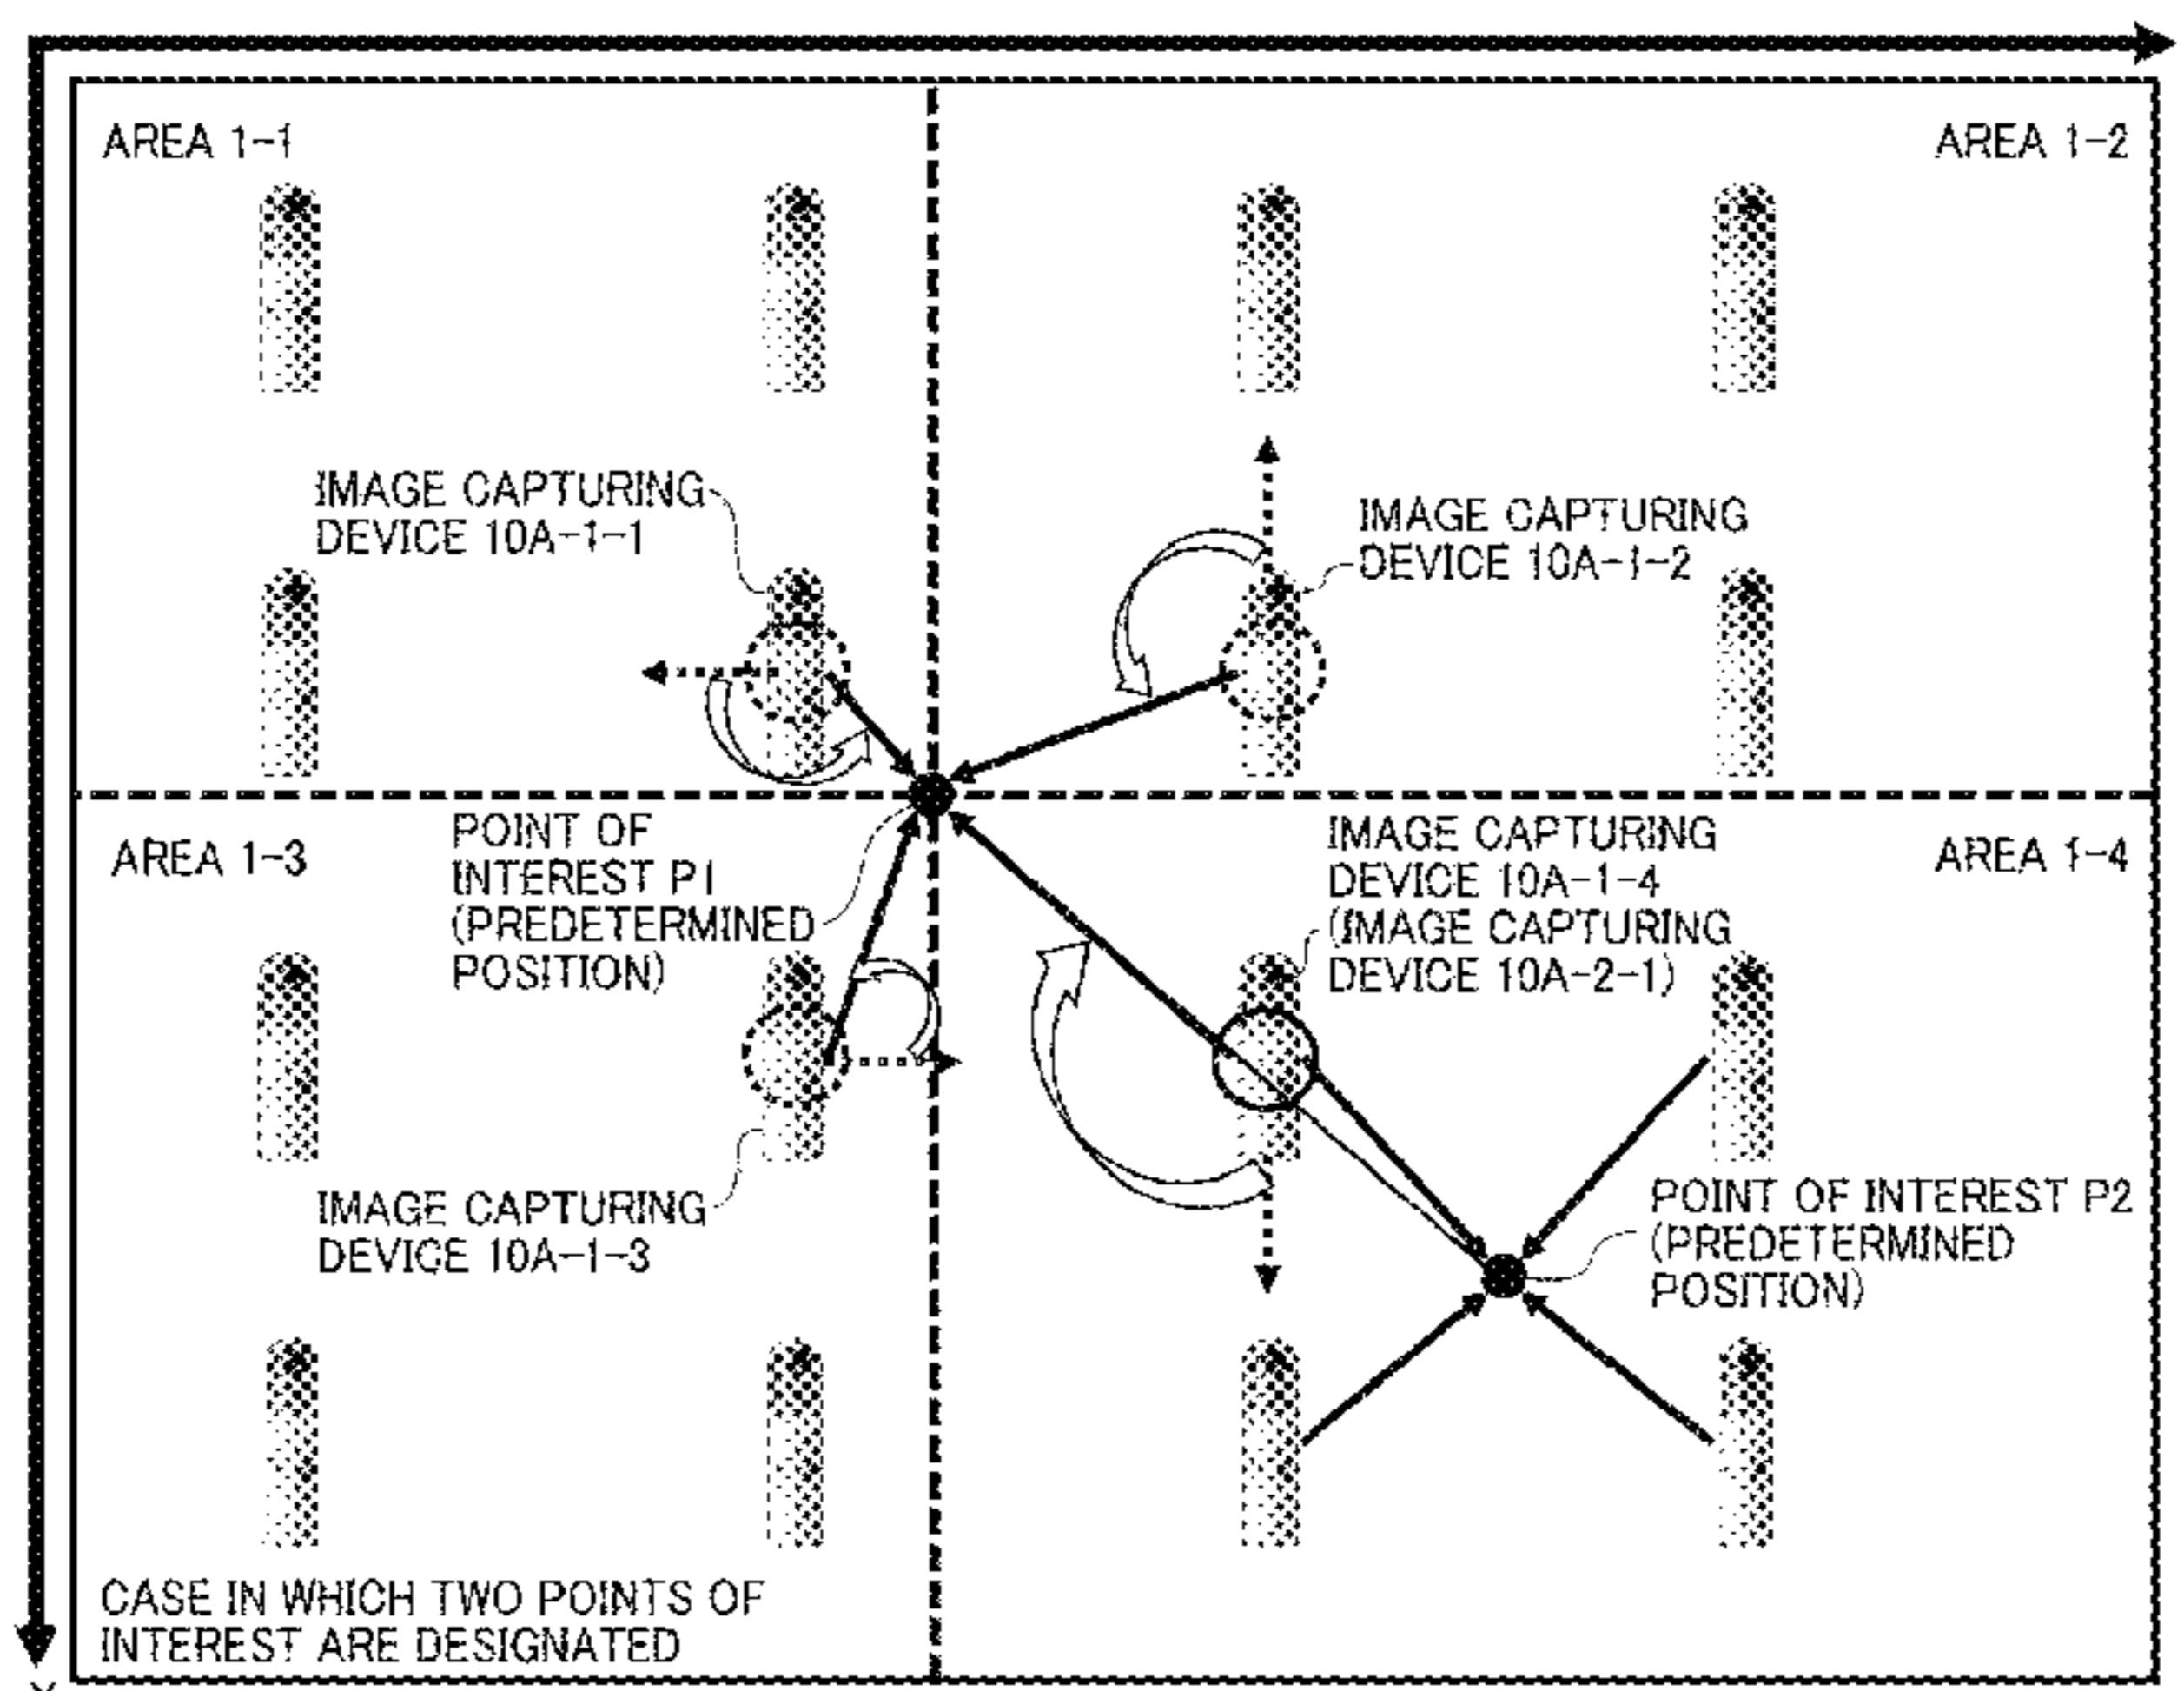 AREA 1-1
AREA 1-2
IMAGE CAPTURING
DEVICE 10A-1-1
IMAGE CAPTURING
DEVICE 10A-1-2
AREA 1-3
POINT OF
INTEREST P1
(PREDETERMINED
POSITION)
IMAGE CAPTURING
DEVICE 10A-1-4
(IMAGE CAPTURING
DEVICE 10A-2-1)
AREA 1-4
IMAGE CAPTURING
DEVICE 10A-1-3
POINT OF INTEREST P2
(PREDETERMINED
POSITION)
CASE IN WHICH TWO POINTS OF
INTEREST ARE DESIGNATED